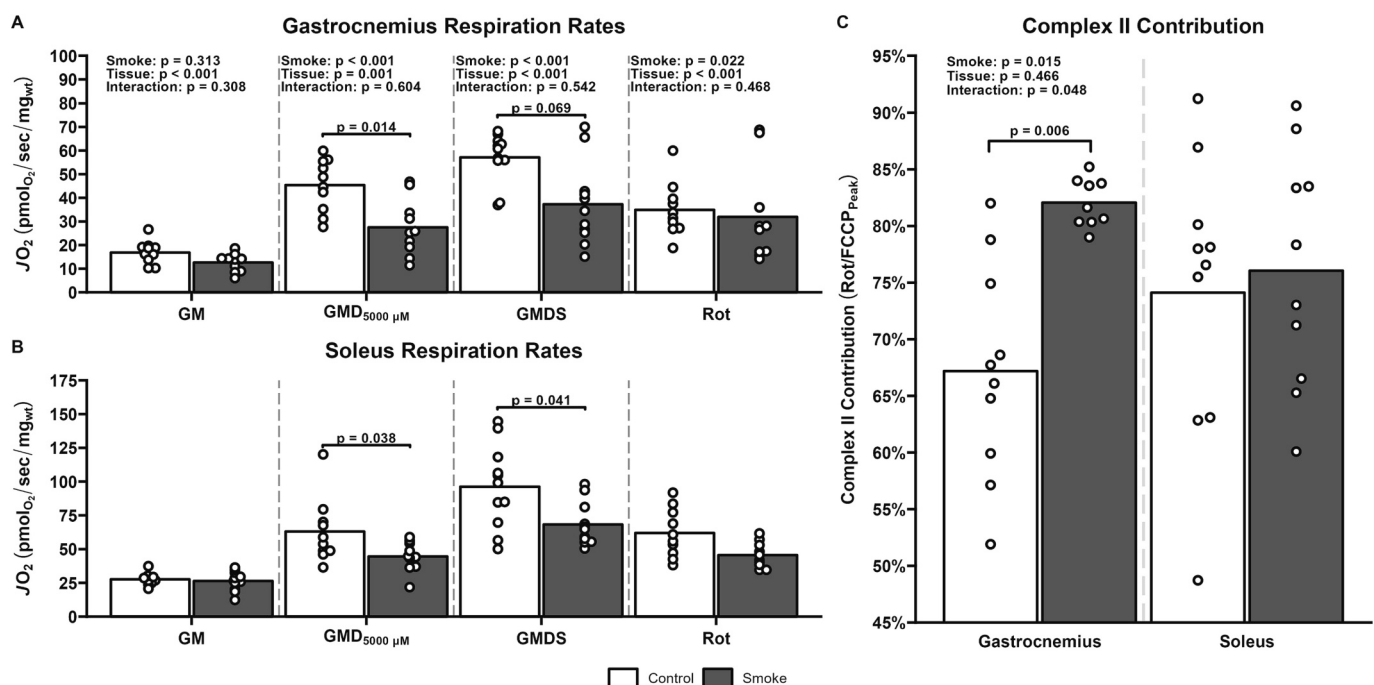 A
Gastrocnemius Respiration Rates
Smoke: p = 0.313
Tissue: p < 0.001
Interaction: p = 0.308
Smoke: p < 0.001
Tissue: p = 0.001
Interaction: p = 0.604
Smoke: p < 0.001
Tissue: p < 0.001
Interaction: p = 0.542
Smoke: p = 0.022
Tissue: p < 0.001
Interaction: p = 0.468
p = 0.014
p = 0.069
JO2 (pmolO2/sec/mgwt)
100
90
80
70
60
50
40
30
20
10
0
GM
GMD5000 µM
GMDS
Rot
B
Soleus Respiration Rates
p = 0.038
p = 0.041
JO2 (pmolO2/sec/mgwt)
175
150
125
100
75
50
25
0
GM
GMD5000 µM
GMDS
Rot
C
Complex II Contribution
Smoke: p = 0.015
Tissue: p = 0.466
Interaction: p = 0.048
p = 0.006
Complex II Contribution (Rot/FCCPPeak)
95%
90%
85%
80%
75%
70%
65%
60%
55%
50%
45%
Gastrocnemius
Soleus
Control
Smoke